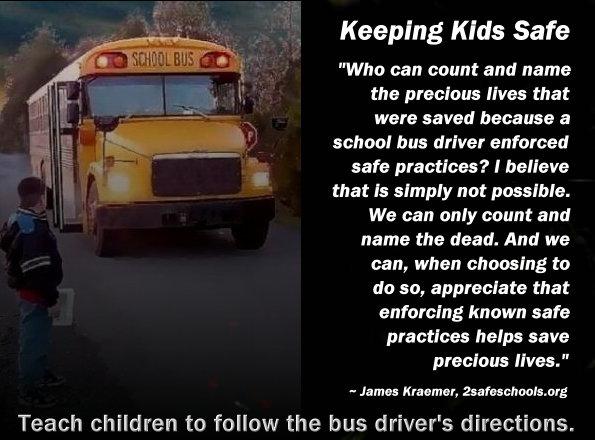 SCHOOL BUS
Keeping Kids Safe
"Who can count and name
the precious lives that
were saved because a
school bus driver enforced
safe practices? I believe
that is simply not possible.
We can only count and
name the dead. And we
can, when choosing to
do so, appreciate that
enforcing known safe
practices helps save
precious lives."
~ James Kraemer, 2safeschools.org
Teach children to follow the bus driver's directions.